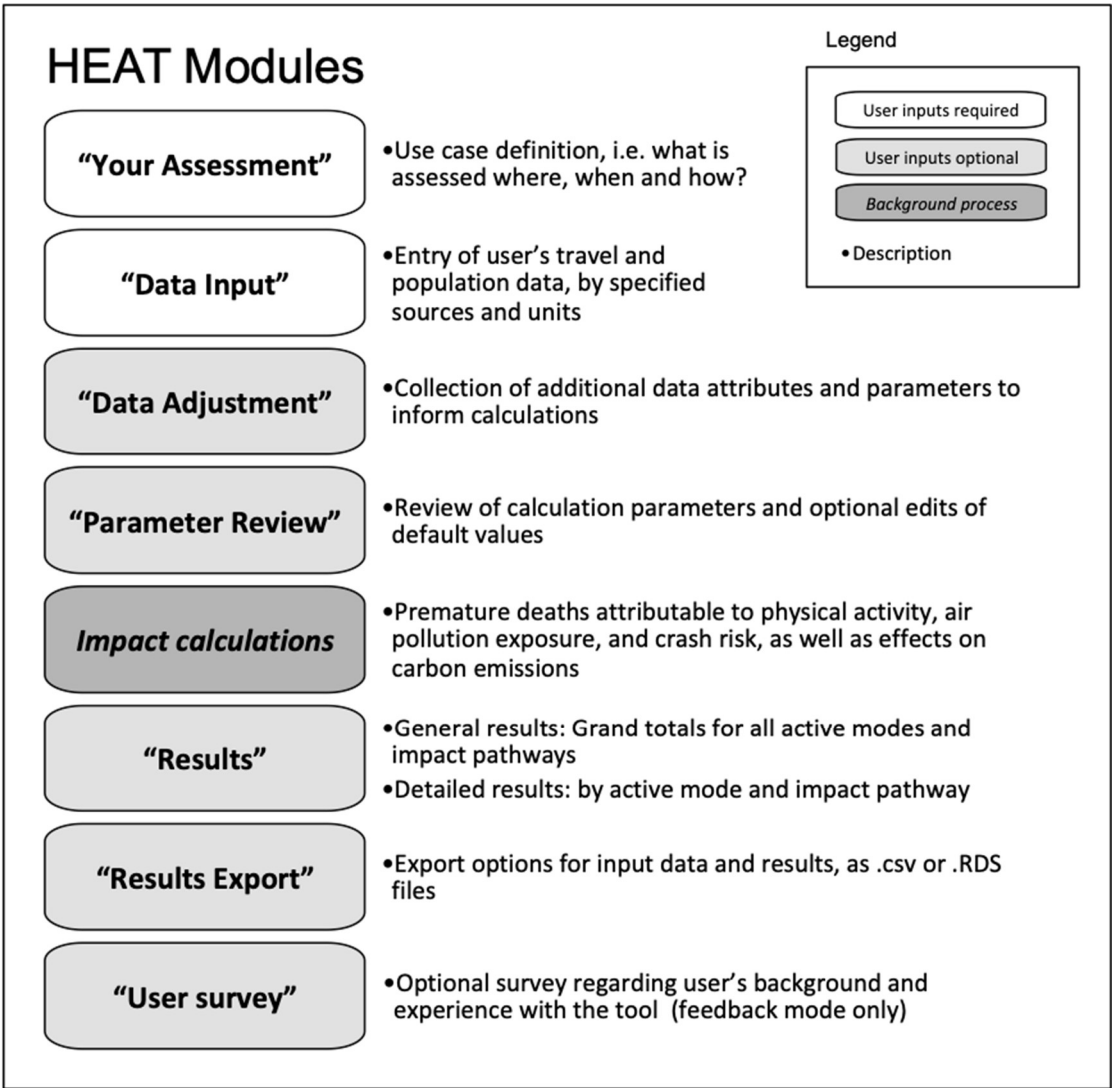 HEAT Modules
Legend
User inputs required
User inputs optional
Background process
•Description
“Your Assessment”
•Use case definition, i.e. what is
assessed where, when and how?
“Data Input”
•Entry of user’s travel and
population data, by specified
sources and units
“Data Adjustment”
•Collection of additional data attributes and parameters to
inform calculations
“Parameter Review”
•Review of calculation parameters and optional edits of
default values
Impact calculations
•Premature deaths attributable to physical activity, air
pollution exposure, and crash risk, as well as effects on
carbon emissions
“Results”
•General results: Grand totals for all active modes and
impact pathways
•Detailed results: by active mode and impact pathway
“Results Export”
•Export options for input data and results, as .csv or .RDS
files
“User survey”
•Optional survey regarding user’s background and
experience with the tool (feedback mode only)